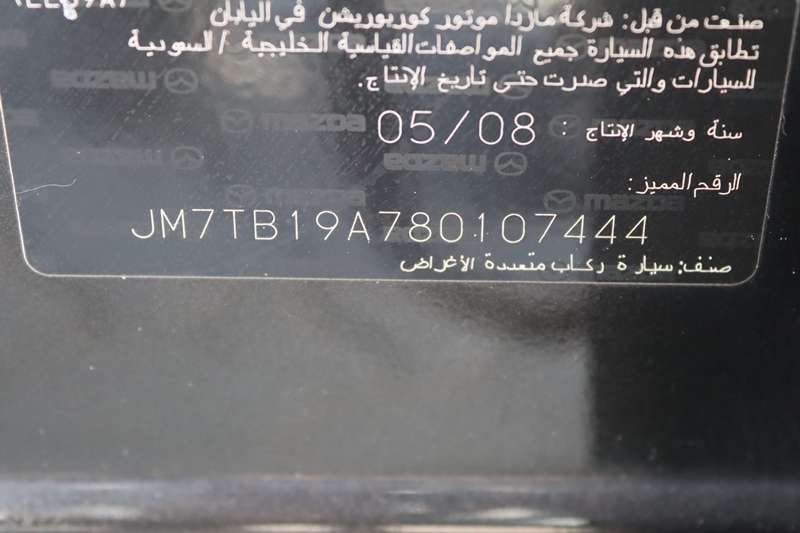 صنعت من قبل: شركة مازدا موتور كوربوريشن في اليابان
تطابق هذه السيارة جميع المواصفات القياسية الخليجية / السعودية
للسيارات والتي صدرت حتى تاريخ الإنتاج.
سنة وشهر الإنتاج : 05/08
الرقم المميز:
JM7TB19A780107444
صنف: سيارة ركاب متعددة الأغراض